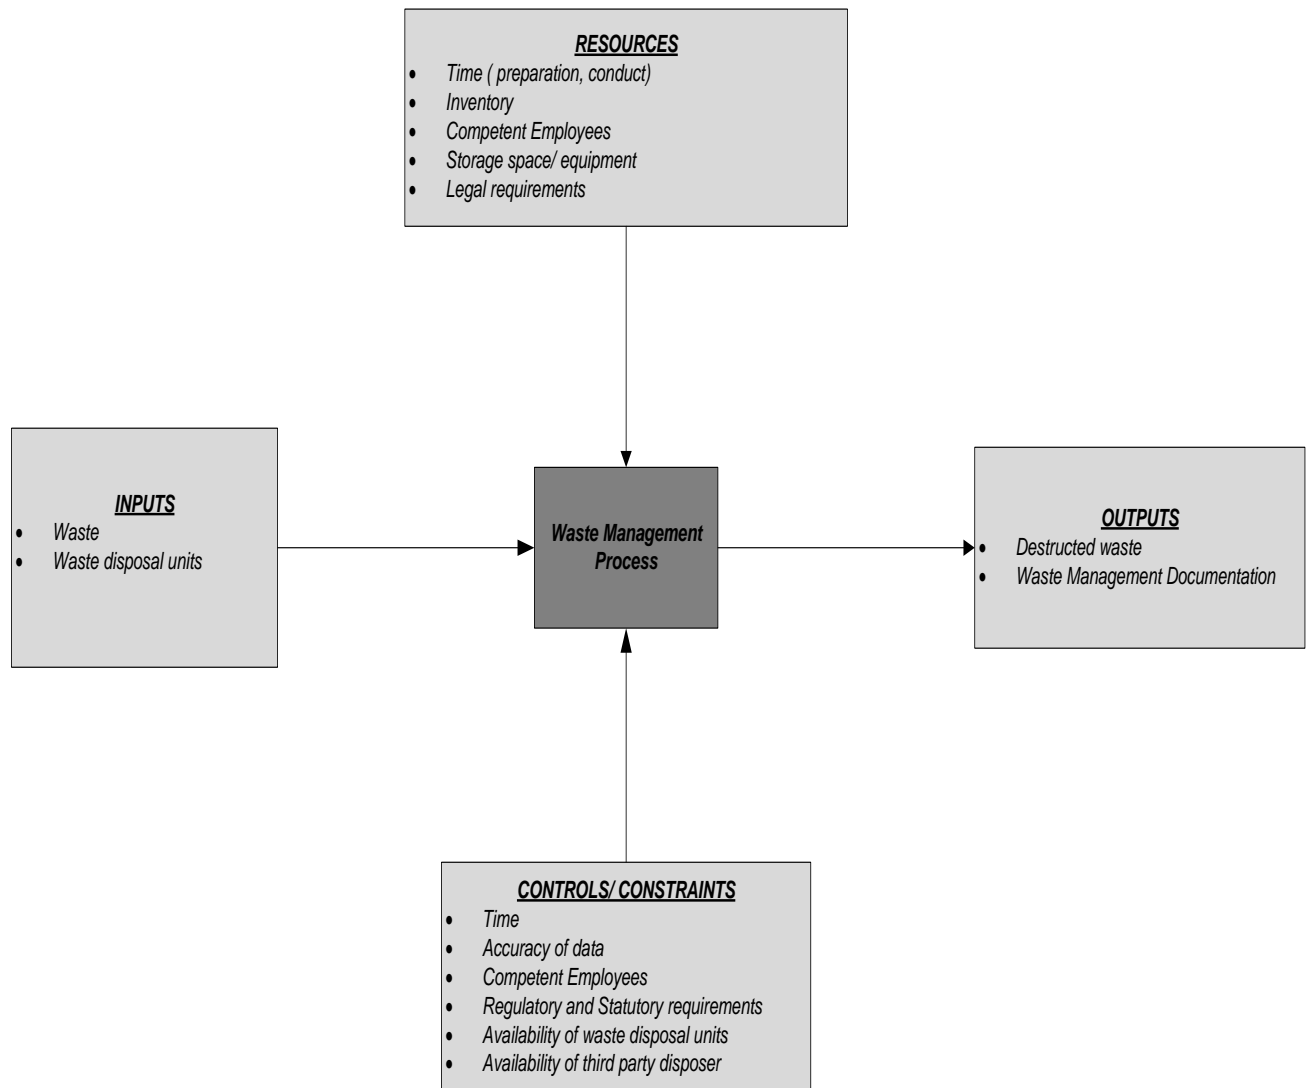 RESOURCES
• Time ( preparation, conduct)
• Inventory
• Competent Employees
• Storage space/ equipment
• Legal requirements
INPUTS
• Waste
• Waste disposal units
Waste Management
Process
OUTPUTS
• Destructed waste
• Waste Management Documentation
CONTROLS/ CONSTRAINTS
• Time
• Accuracy of data
• Competent Employees
• Regulatory and Statutory requirements
• Availability of waste disposal units
• Availability of third party disposer